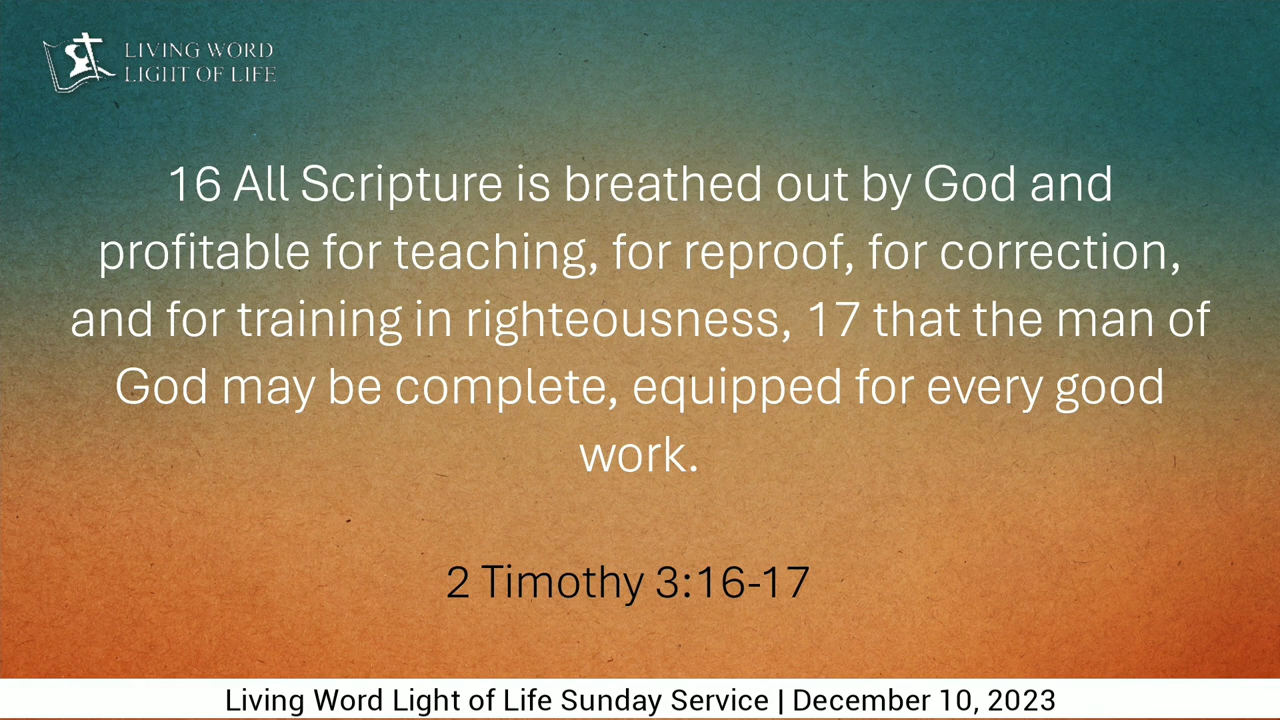 LIVING WORD
LIGHT OF LIFE
16 All Scripture is breathed out by God and
profitable for teaching, for reproof, for correction,
and for training in righteousness, 17 that the man of
God may be complete, equipped for every good
work.
2 Timothy 3:16-17
Living Word Light of Life Sunday Service | December 10, 2023